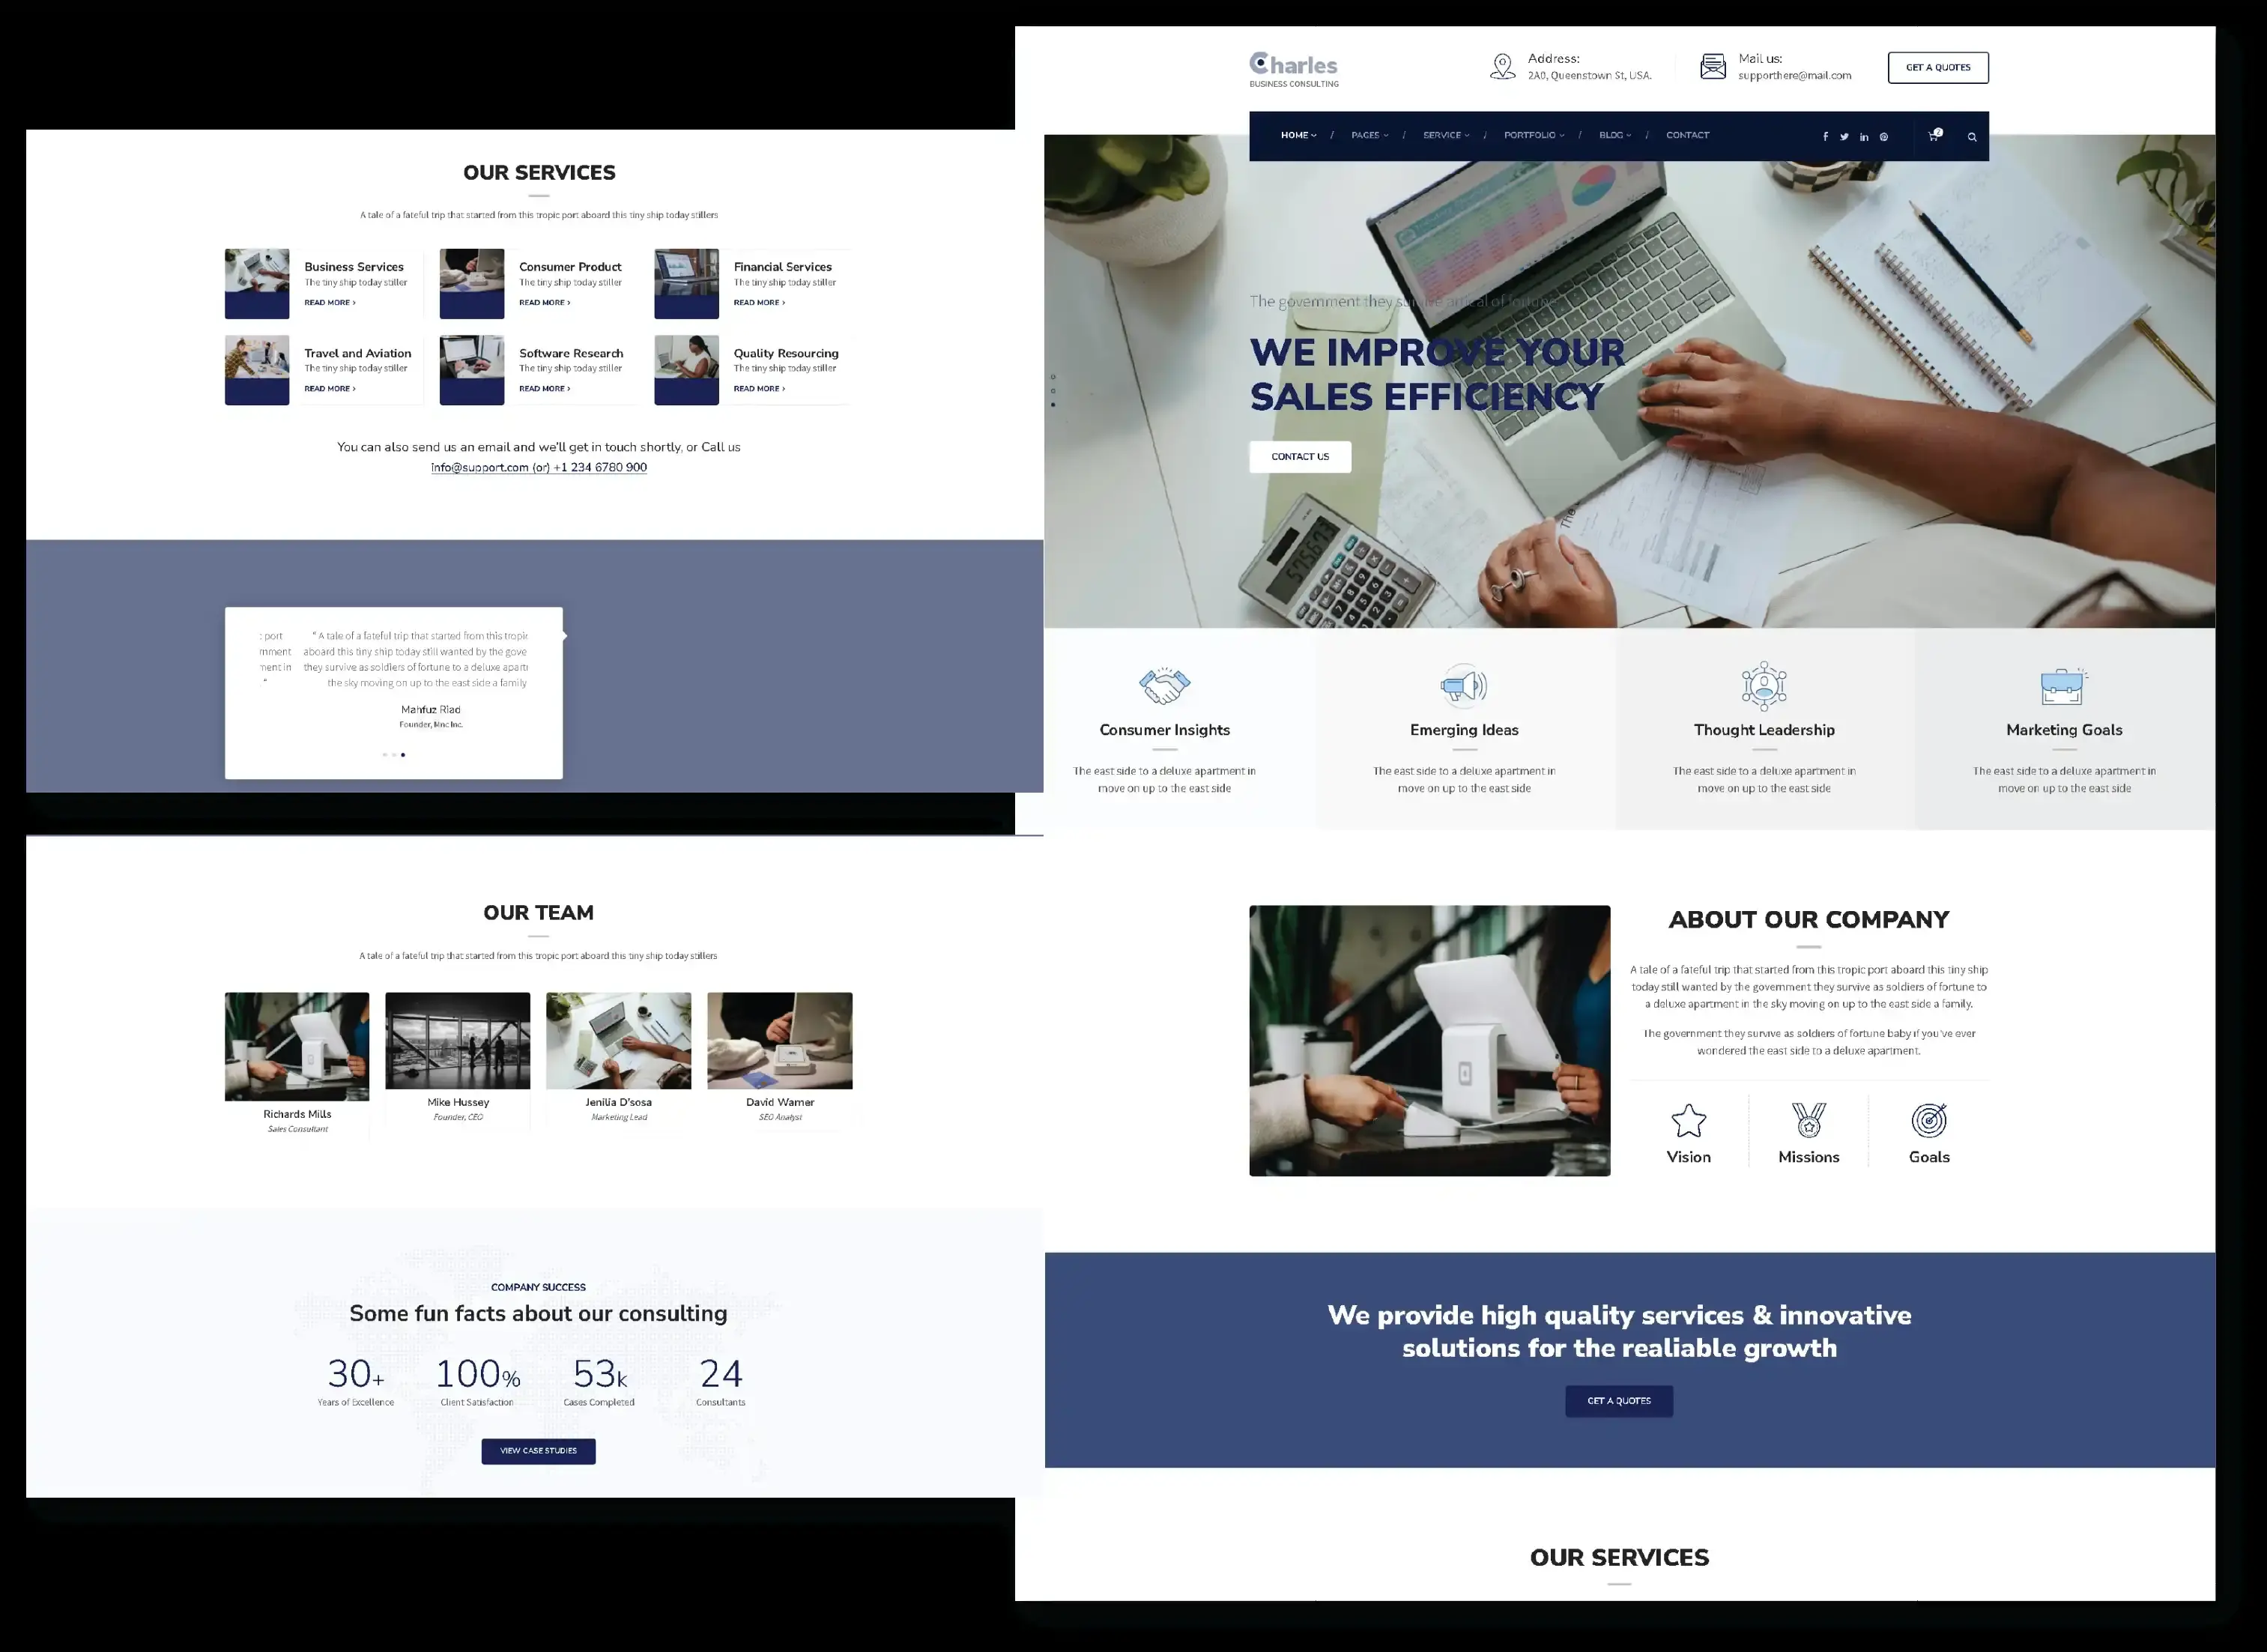 OUR SERVICES
A tale of a fateful trip that started from this tropic port aboard this tiny ship today stillers
Business Services
The tiny ship today stiller
READ MORE ›
Consumer Product
The tiny ship today stiller
READ MORE ›
Financial Services
The tiny ship today stiller
READ MORE ›
Travel and Aviation
The tiny ship today stiller
READ MORE ›
Software Research
The tiny ship today stiller
READ MORE ›
Quality Resourcing
The tiny ship today stiller
READ MORE ›
You can also send us an email and we'll get in touch shortly, or Call us
info@support.com (or) +1 234 6780 900
: port
nment
nent in
."
" A tale of a fateful trip that started from this tropic
aboard this tiny ship today still wanted by the gove
they survive as soldiers of fortune to a deluxe apart
the sky moving on up to the east side a family
Mahfuz Riad
Founder, Rnc Inc.
OUR TEAM
A tale of a fateful trip that started from this tropic port aboard this tiny ship today stillers
Richards Mills
Sales Consultant
Mike Hussey
Founder, CEO
Jenilia D'sosa
Marketing Lead
David Warner
SEO Analyst
COMPANY SUCCESS
Some fun facts about our consulting
30+
Years of Excellence
100%
Client Satisfaction
53k
Cases Completed
24
Consultants
VIEW CASE STUDIES
Charles
BUSINESS CONSULTING
Address:
2A0, Queenstown St, USA.
Mail us:
supporthere@mail.com
GET A QUOTES
HOME / PAGES / SERVICE / PORTFOLIO / BLOG / CONTACT
2
The government they survive artical of fortune
WE IMPROVE YOUR
SALES EFFICIENCY
CONTACT US
The
575673
Consumer Insights
The east side to a deluxe apartment in
move on up to the east side
Emerging Ideas
The east side to a deluxe apartment in
move on up to the east side
Thought Leadership
The east side to a deluxe apartment in
move on up to the east side
Marketing Goals
The east side to a deluxe apartment in
move on up to the east side
ABOUT OUR COMPANY
A tale of a fateful trip that started from this tropic port aboard this tiny ship
today still wanted by the government they survive as soldiers of fortune to
a deluxe apartment in the sky moving on up to the east side a family.
The government they survive as soldiers of fortune baby if you've ever
wondered the east side to a deluxe apartment.
Vision
Missions
Goals
We provide high quality services & innovative
solutions for the realiable growth
GET A QUOTES
OUR SERVICES